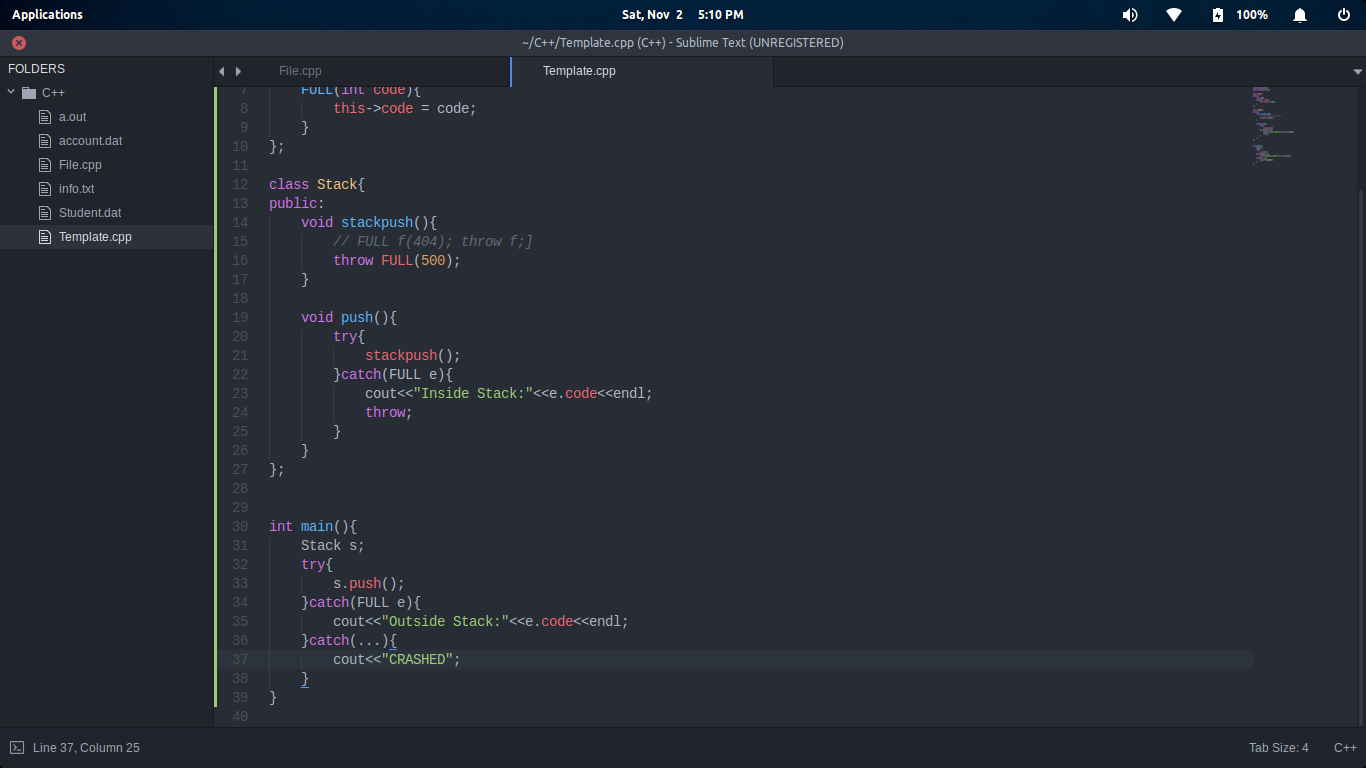 Applications
Sat, Nov 2 5:10 PM
100%
~/C++/Template.cpp (C++) - Sublime Text (UNREGISTERED)
FOLDERS
C++
a.out
account.dat
File.cpp
info.txt
Student.dat
Template.cpp
File.cpp
Template.cpp
7 FULL(int code){
8 this->code = code;
9 }
10 };
11
12 class Stack{
13 public:
14 void stackpush(){
15 // FULL f(404); throw f;]
16 throw FULL(500);
17 }
18
19 void push(){
20 try{
21 stackpush();
22 }catch(FULL e){
23 cout<<"Inside Stack:"<<e.code<<endl;
24 throw;
25 }
26 }
27 };
28
29
30 int main(){
31 Stack s;
32 try{
33 s.push();
34 }catch(FULL e){
35 cout<<"Outside Stack:"<<e.code<<endl;
36 }catch(...){
37 cout<<"CRASHED";
38 }
39 }
40
Line 37, Column 25
Tab Size: 4
C++